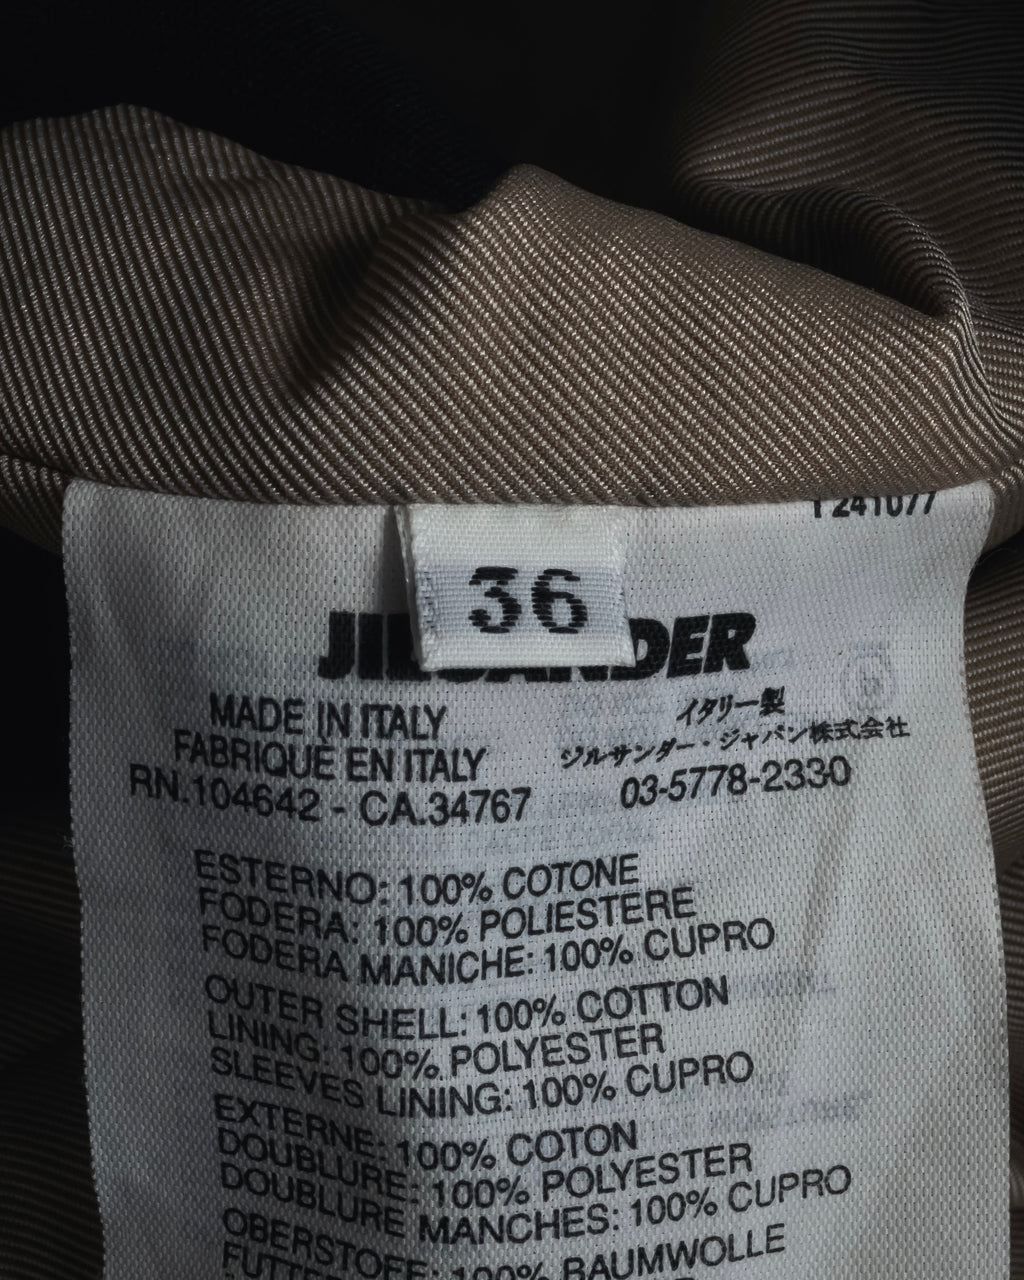 241077
36
JIL SANDER
MADE IN ITALY
FABRIQUE EN ITALY
RN.104642 - CA.34767
イタリー製
ジルサンダー・ジャパン株式会社
03-5778-2330
ESTERNO: 100% COTONE
FODERA: 100% POLIESTERE
FODERA MANICHE: 100% CUPRO
OUTER SHELL: 100% COTTON
LINING: 100% POLYESTER
SLEEVES LINING: 100% CUPRO
EXTERNE: 100% COTON
DOUBLURE: 100% POLYESTER
DOUBLURE MANCHES: 100% CUPRO
OBERSTOFF: 100% BAUMWOLLE